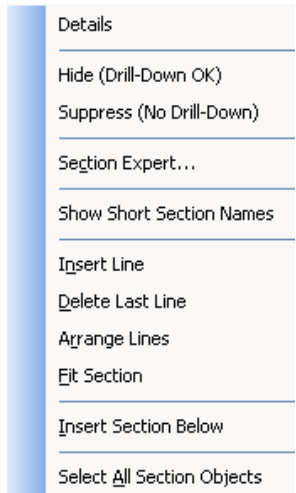 Details
Hide (Drill-Down OK)
Suppress (No Drill-Down)
Section Expert...
Show Short Section Names
Insert Line
Delete Last Line
Arrange Lines
Fit Section
Insert Section Below
Select All Section Objects